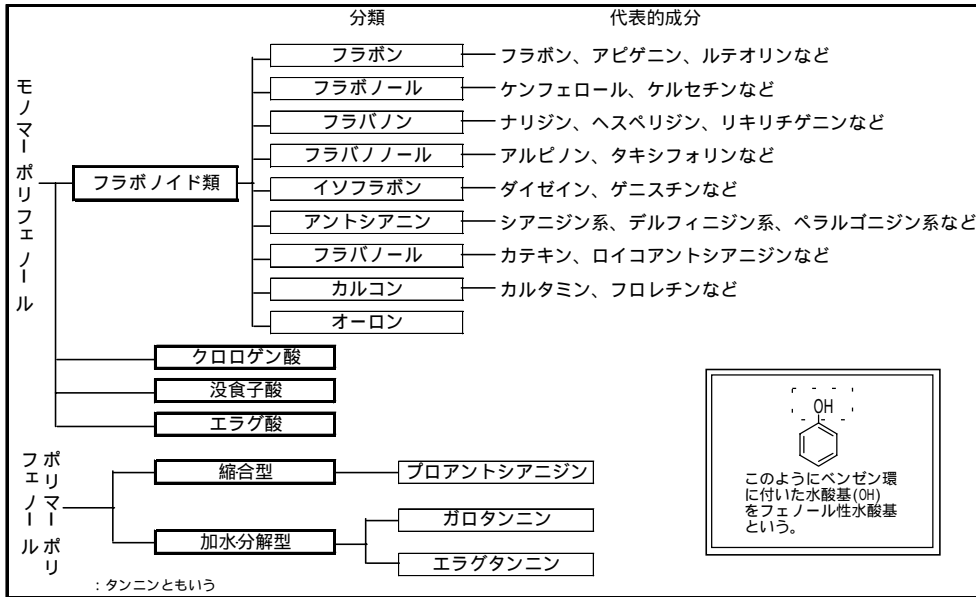 分類 代表的成分
モノマーポリフェノール
フラボノイド類
フラボン フラボン、アピゲニン、ルテオリンなど
フラボノール ケンフェロール、ケルセチンなど
フラバノン ナリジン、ヘスペリジン、リキリチゲニンなど
フラバノノール アルピノン、タキシフォリンなど
イソフラボン ダイゼイン、ゲニスチンなど
アントシアニン シアニジン系、デルフィニジン系、ペラルゴニジン系など
フラバノール カテキン、ロイコアントシアニジンなど
カルコン カルタミン、フロレチンなど
オーロン
クロロゲン酸
没食子酸
エラグ酸
ポリマーポリ
フェノール
縮合型 プロアントシアニジン
加水分解型 ガロタンニン
エラグタンニン
:タンニンともいう
OH
このようにベンゼン環
に付いた水酸基(OH)
をフェノール性水酸基
という。